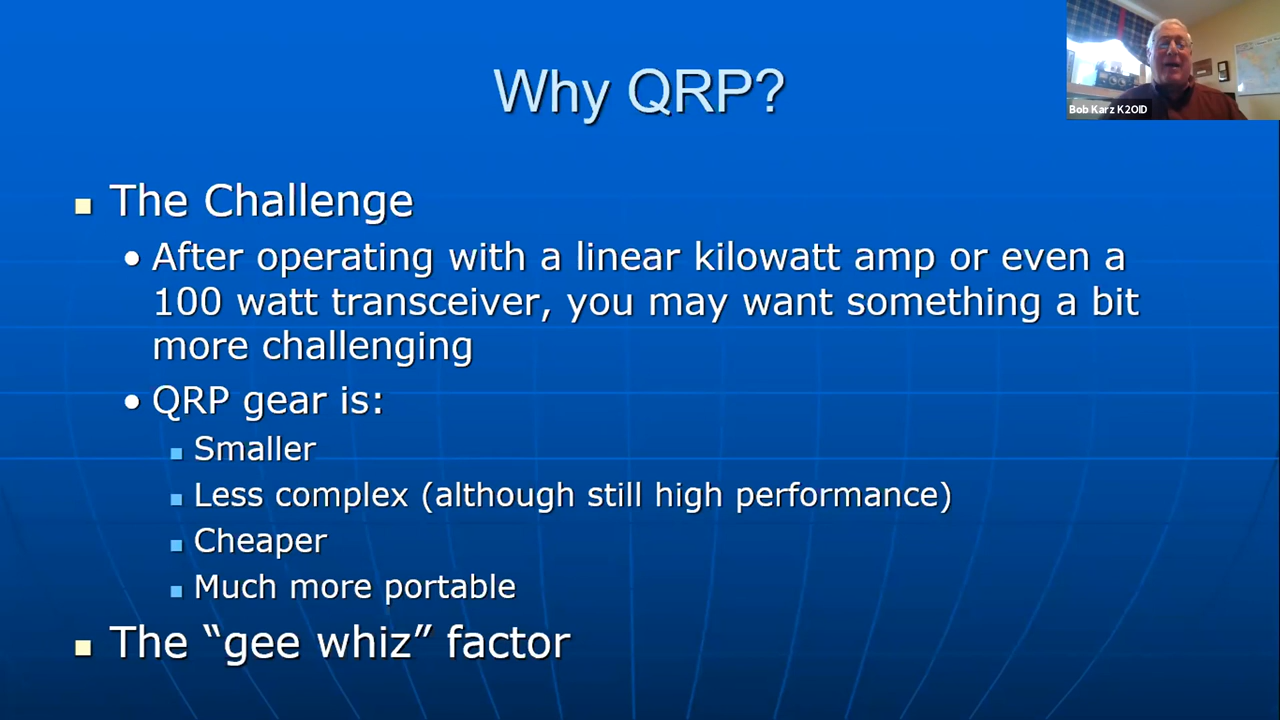 Why QRP?
Bob Karz K2OID
The Challenge
After operating with a linear kilowatt amp or even a
100 watt transceiver, you may want something a bit
more challenging
QRP gear is:
Smaller
Less complex (although still high performance)
Cheaper
Much more portable
The “gee whiz” factor